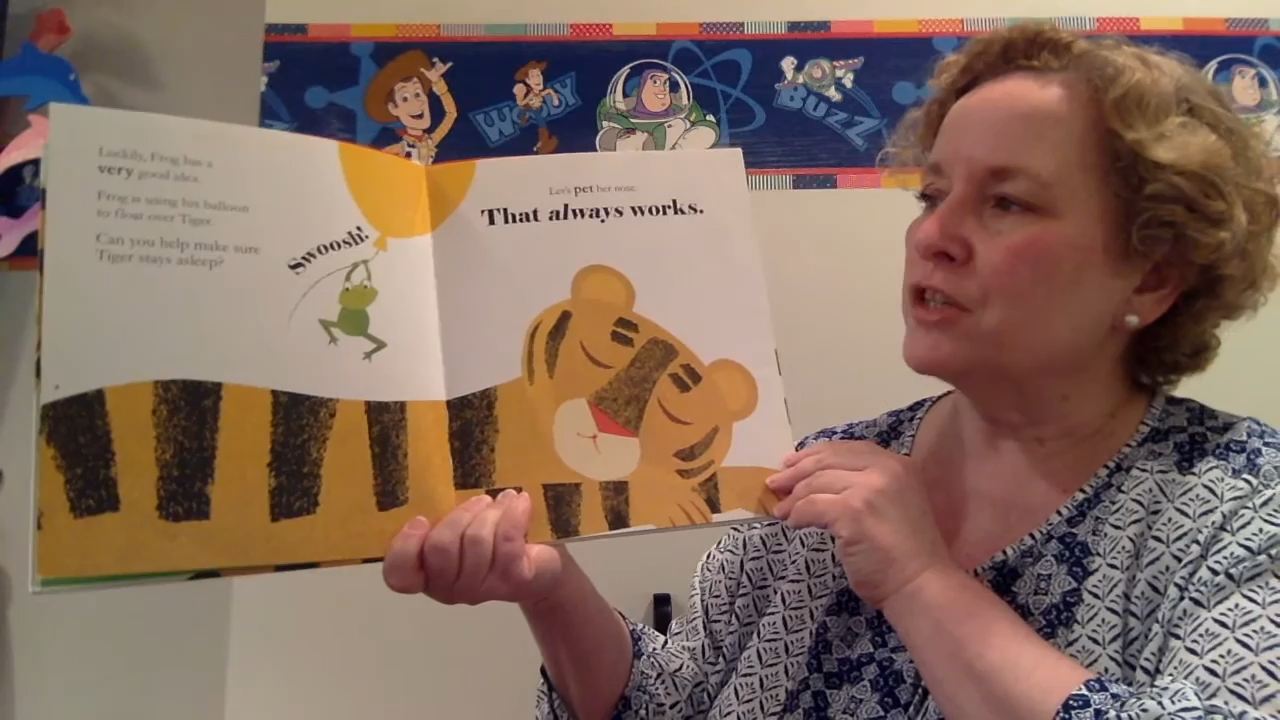 WOODY
BUZZ
Luckily, Frog has a
very good idea.
Frog is using his balloon
to float over Tiger.
Can you help make sure
Tiger stays asleep?
Swoosh!
Let's pet her nose.
That always works.